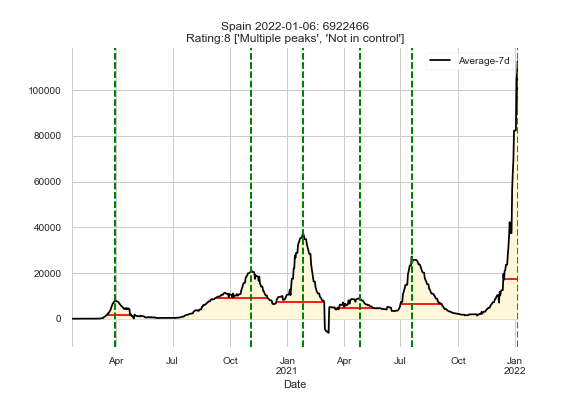 Spain 2022-01-06: 6922466
Rating:8 ['Multiple peaks', 'Not in control']
Average-7d
100000
80000
60000
40000
20000
0
Apr Jul Oct Jan Apr Jul Oct Jan
2021 2022
Date